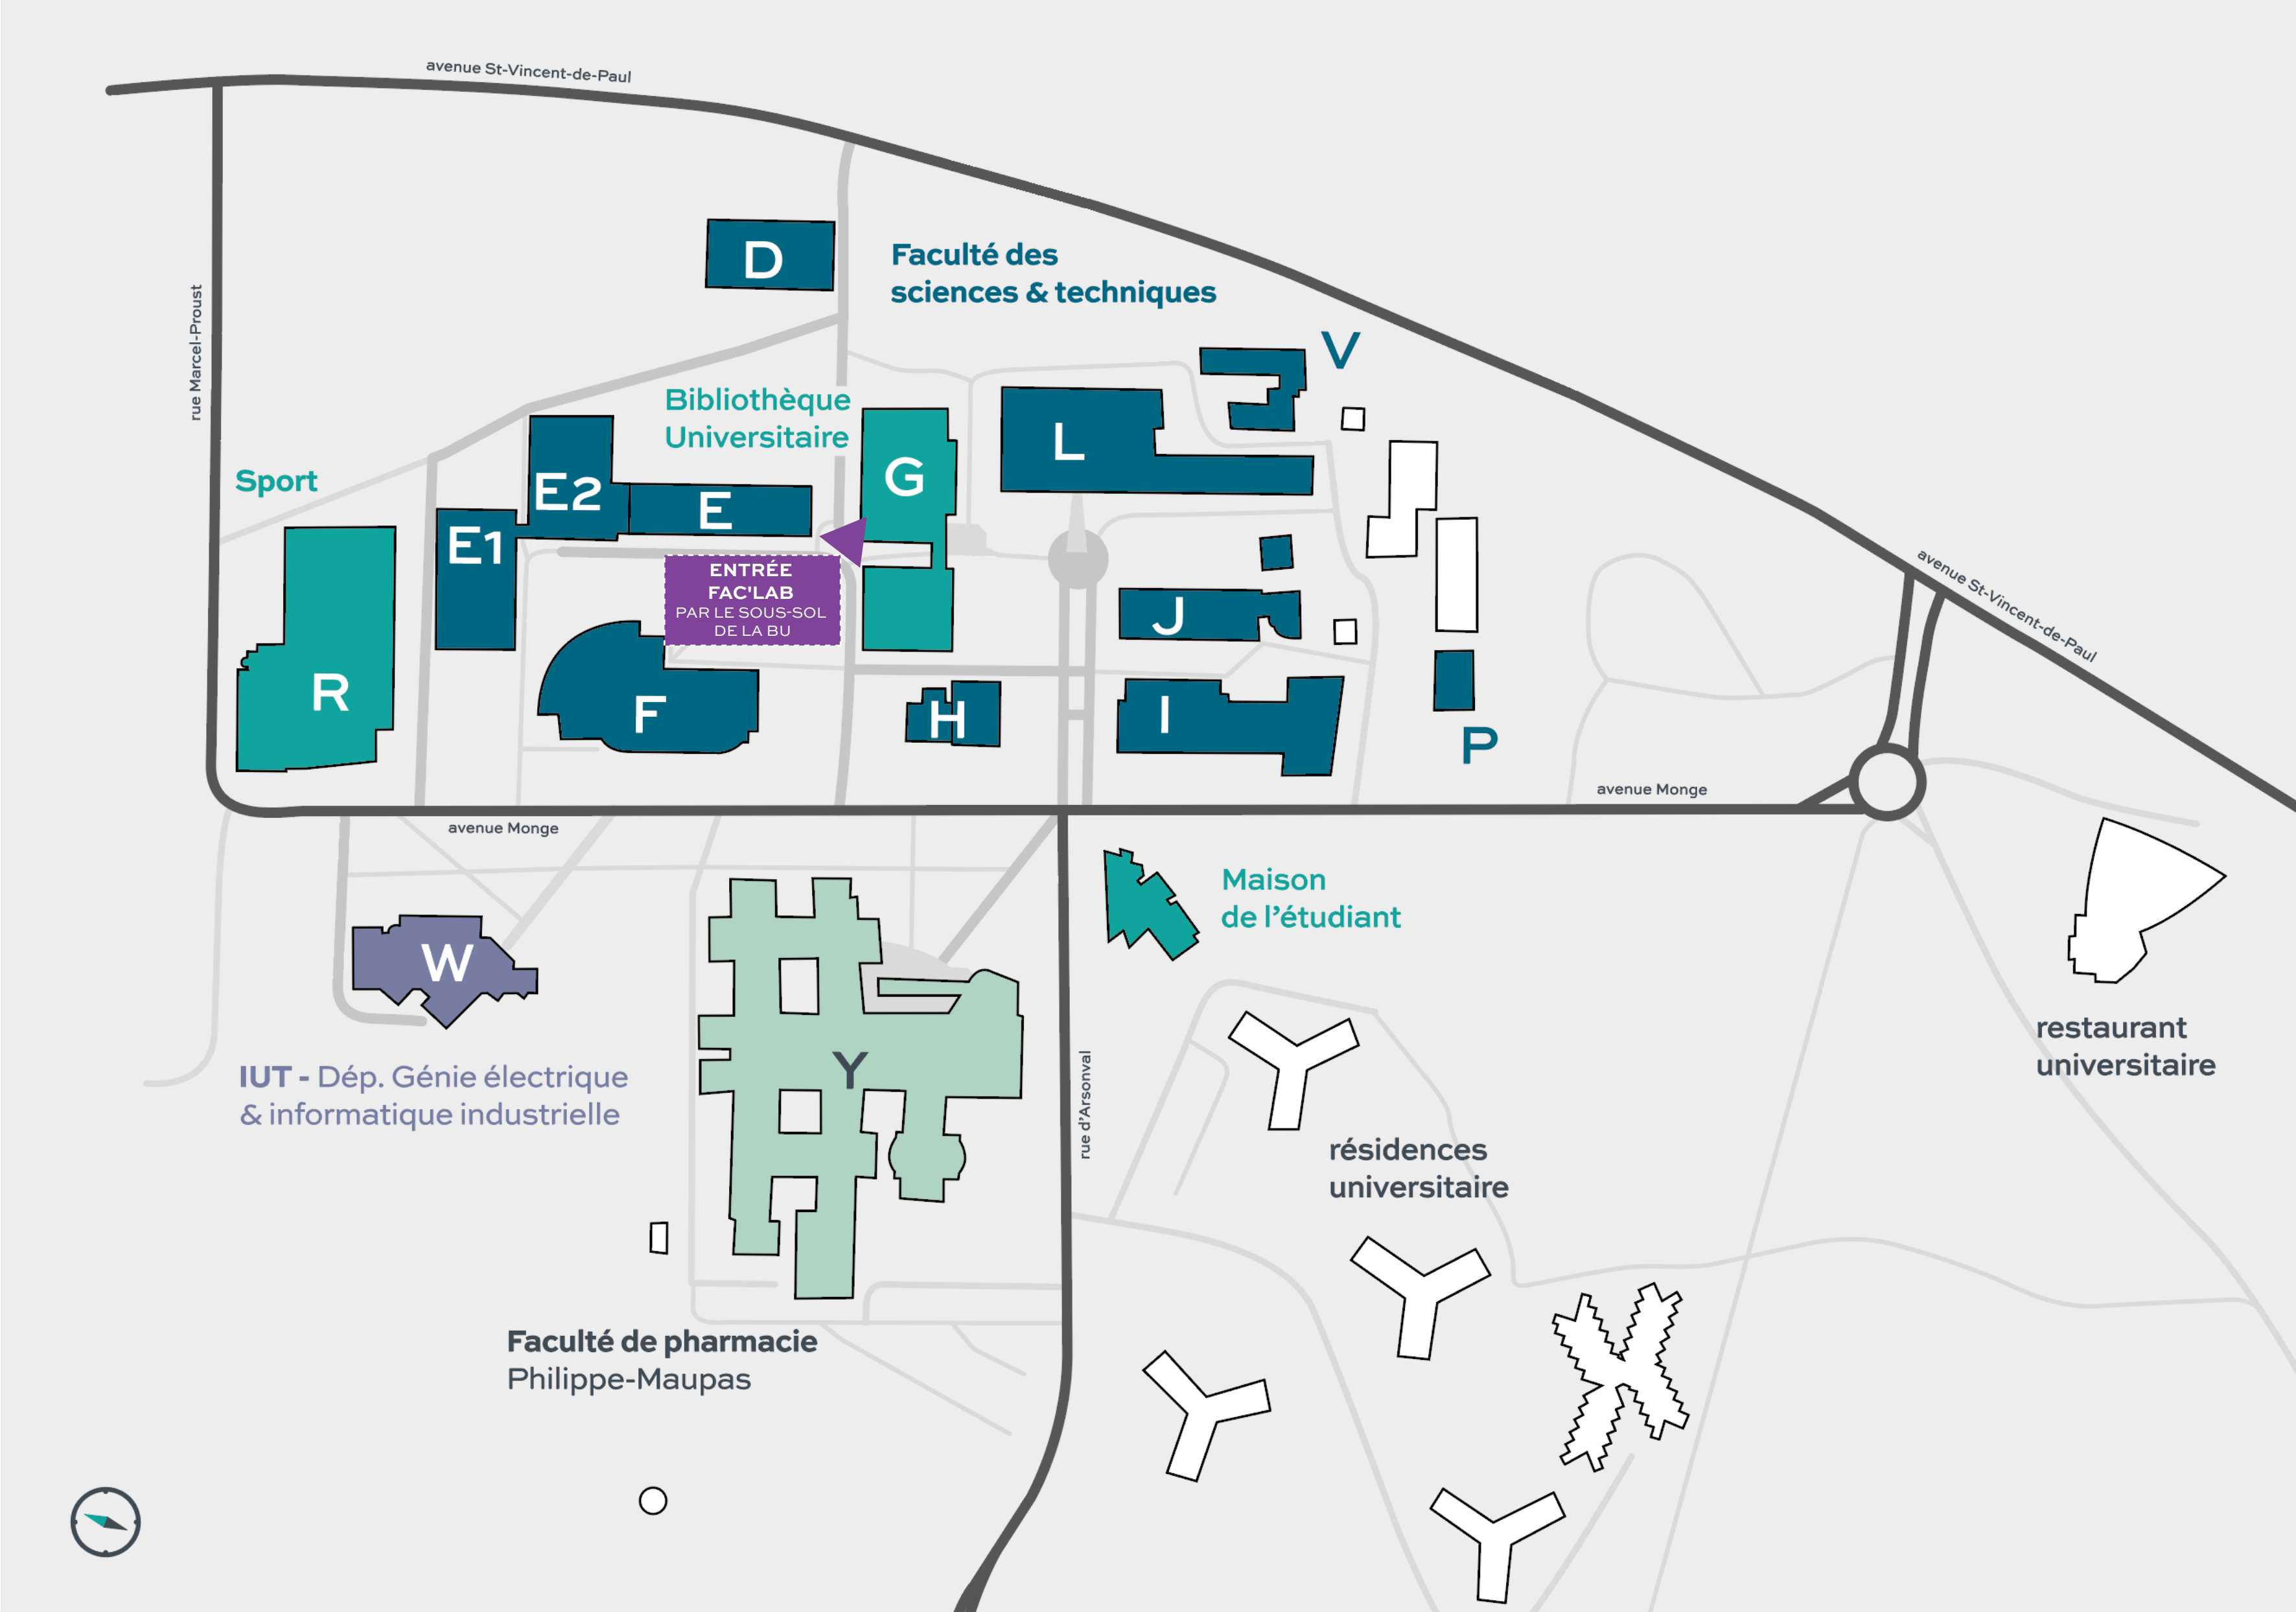 avenue St-Vincent-de-Paul
rue Marcel-Proust
D
Faculté des
sciences & techniques
V
Bibliothèque
Universitaire
L
G
Sport
E2
E
E1
ENTRÉE
FAC'LAB
PAR LE SOUS-SOL
DE LA BU
J
R
F
H
I
P
avenue St-Vincent-de-Paul
avenue Monge
avenue Monge
Maison
de l'étudiant
W
IUT - Dép. Génie électrique
& informatique industrielle
Y
rue d'Arsonval
restaurant
universitaire
résidences
universitaire
Faculté de pharmacie
Philippe-Maupas